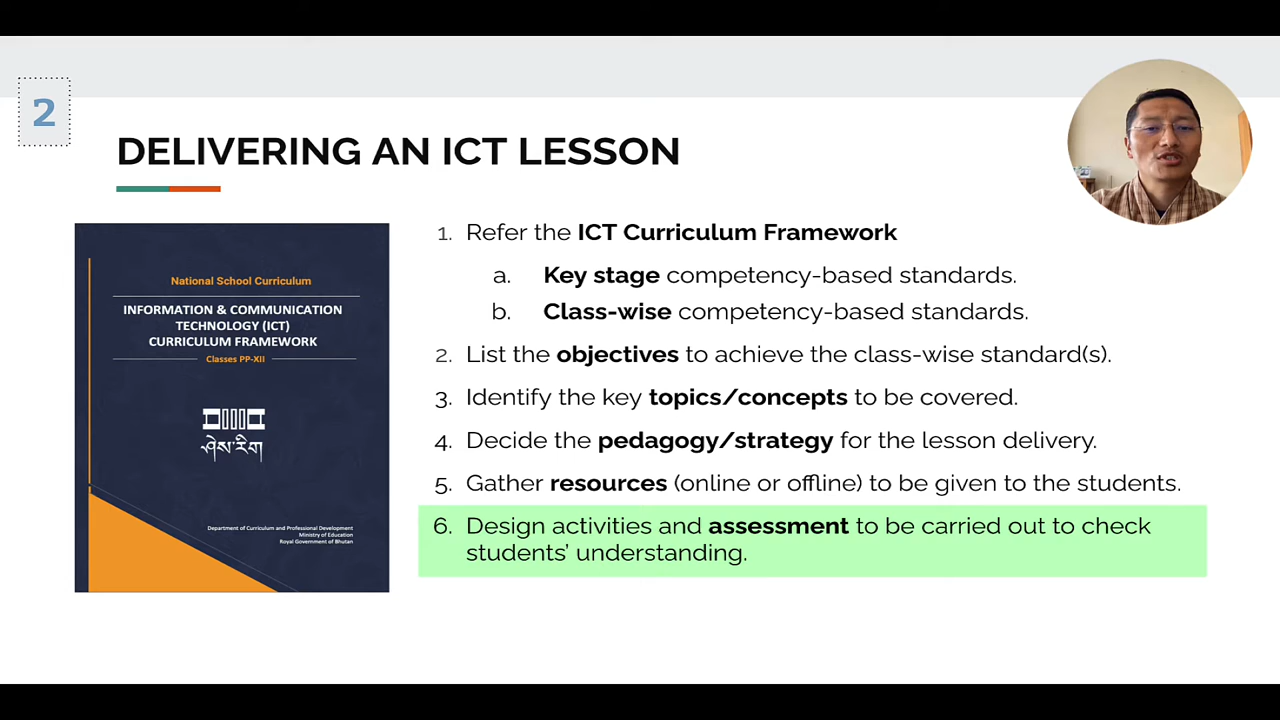 2
DELIVERING AN ICT LESSON
National School Curriculum
INFORMATION & COMMUNICATION
TECHNOLOGY (ICT)
CURRICULUM FRAMEWORK
Classes PP-XII
ཤེས་རིག
Department of Curriculum and Professional Development
Ministry of Education
Royal Government of Bhutan
1. Refer the ICT Curriculum Framework
a. Key stage competency-based standards.
b. Class-wise competency-based standards.
2. List the objectives to achieve the class-wise standard(s).
3. Identify the key topics/concepts to be covered.
4. Decide the pedagogy/strategy for the lesson delivery.
5. Gather resources (online or offline) to be given to the students.
6. Design activities and assessment to be carried out to check
students’ understanding.